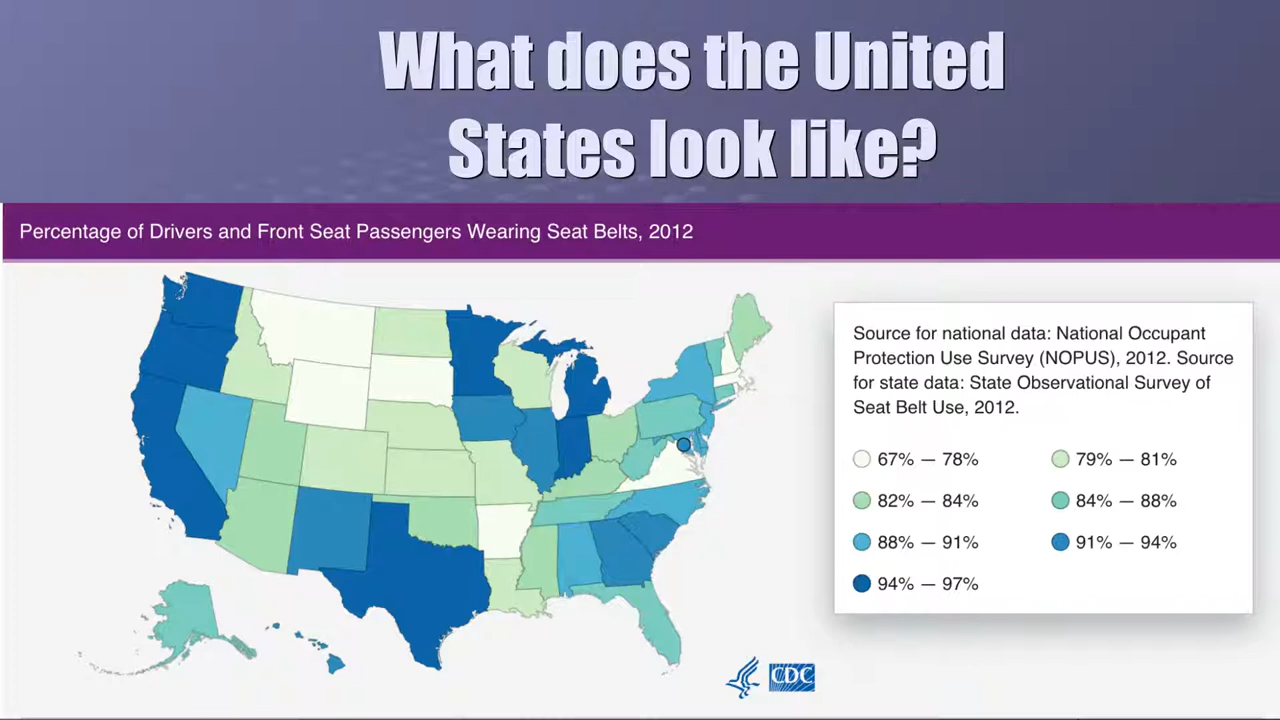 What does the United
States look like?
Percentage of Drivers and Front Seat Passengers Wearing Seat Belts, 2012
Source for national data: National Occupant
Protection Use Survey (NOPUS), 2012. Source
for state data: State Observational Survey of
Seat Belt Use, 2012.
67% — 78% 79% — 81%
82% — 84% 84% — 88%
88% — 91% 91% — 94%
94% — 97%
CDC